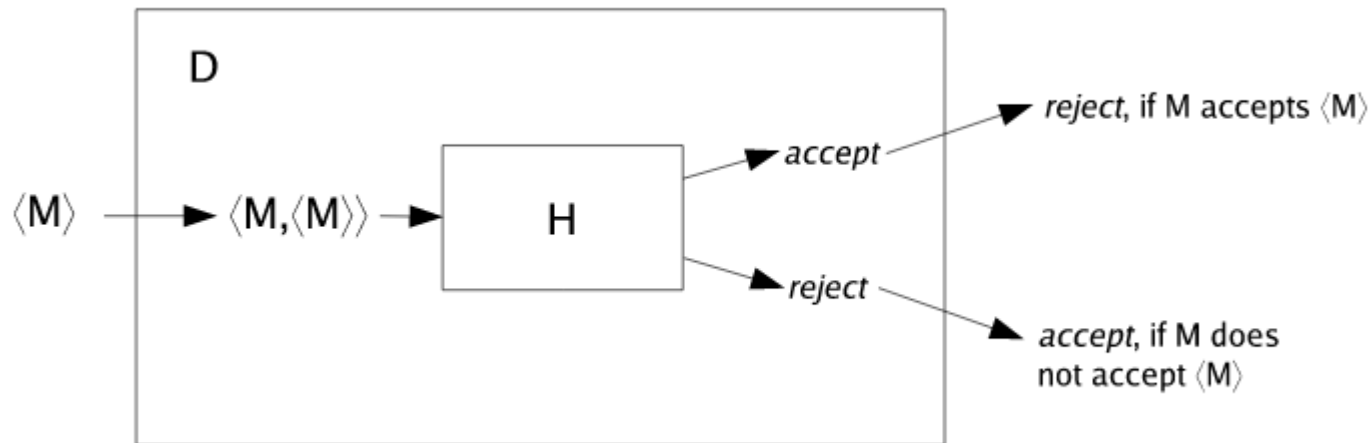 D
reject, if M accepts ⟨M⟩
accept
⟨M⟩
⟨M,⟨M⟩⟩
H
reject
accept, if M does
not accept ⟨M⟩